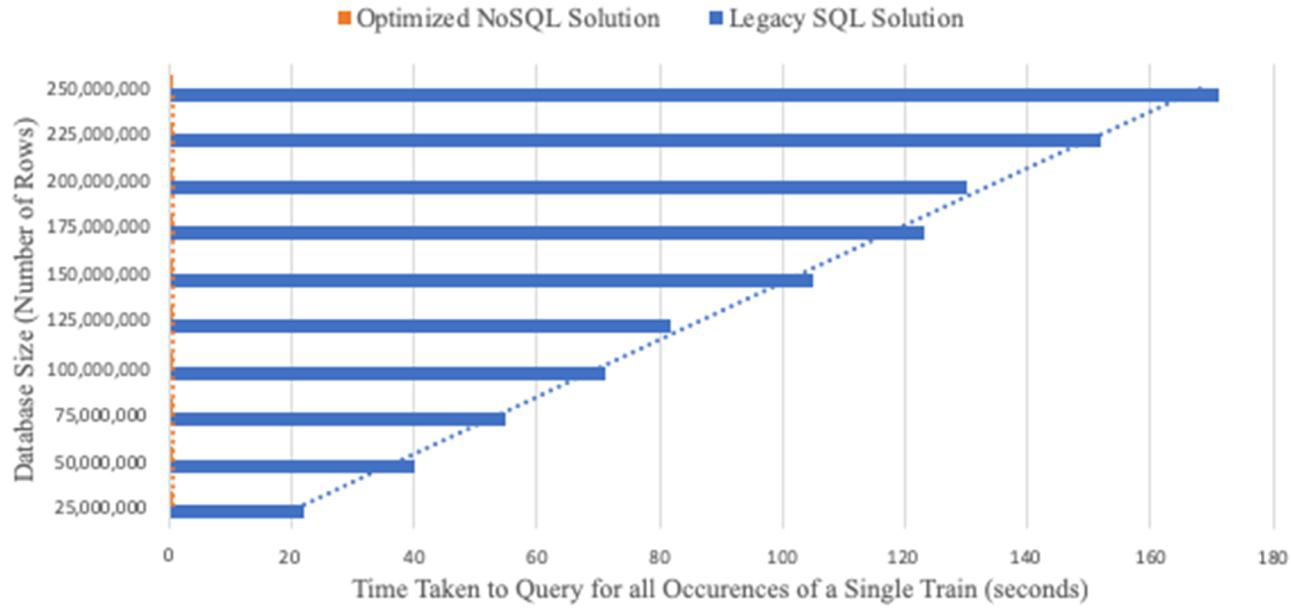 Optimized NoSQL Solution Legacy SQL Solution
250,000,000
225,000,000
200,000,000
175,000,000
150,000,000
125,000,000
100,000,000
75,000,000
50,000,000
25,000,000
Database Size (Number of Rows)
0 20 40 60 80 100 120 140 160 180
Time Taken to Query for all Occurences of a Single Train (seconds)